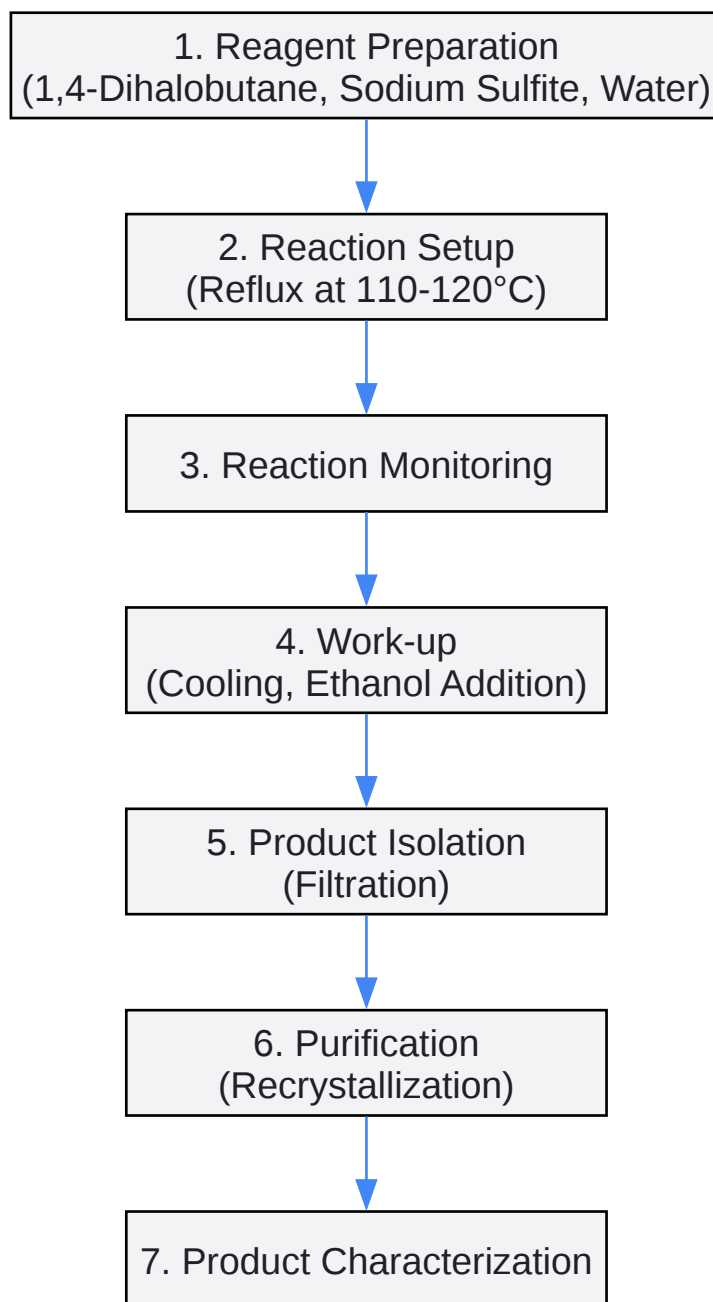 1. Reagent Preparation
(1,4-Dihalobutane, Sodium Sulfite, Water)
2. Reaction Setup
(Reflux at 110-120°C)
3. Reaction Monitoring
4. Work-up
(Cooling, Ethanol Addition)
5. Product Isolation
(Filtration)
6. Purification
(Recrystallization)
7. Product Characterization